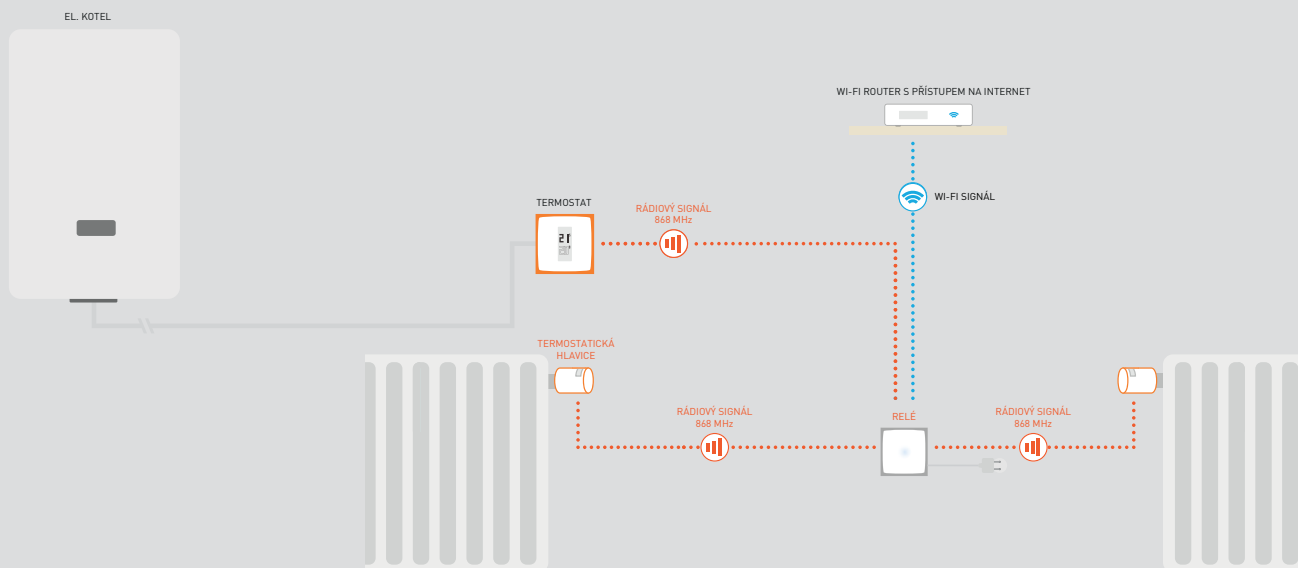 EL. KOTEL
WI-FI ROUTER S PŘÍSTUPEM NA INTERNET
WI-FI SIGNÁL
TERMOSTAT
RÁDIOVÝ SIGNÁL
868 MHz
TERMOSTATICKÁ
HLAVICE
RÁDIOVÝ SIGNÁL
868 MHz
RELÉ
RÁDIOVÝ SIGNÁL
868 MHz